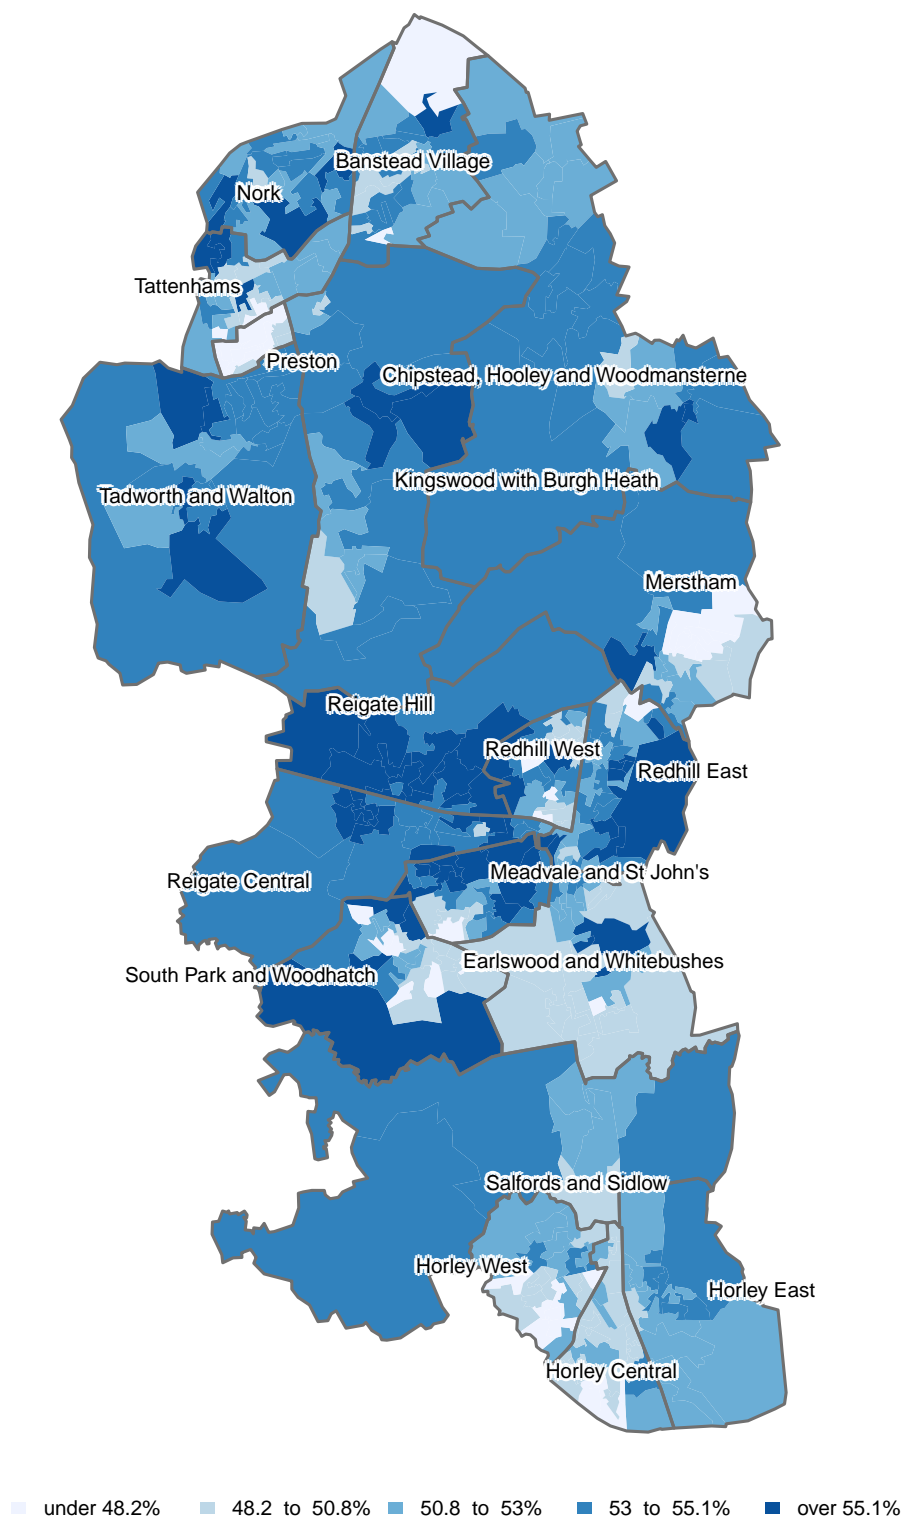 Banstead Village
Nork
Tattenhams
Preston
Chipstead, Hooley and Woodmansterne
Kingswood with Burgh Heath
Tadworth and Walton
Merstham
Reigate Hill
Redhill West
Redhill East
Meadvale and St John's
Reigate Central
Earlswood and Whitebushes
South Park and Woodhatch
Salfords and Sidlow
Horley West
Horley East
Horley Central
under 48.2% 48.2 to 50.8% 50.8 to 53% 53 to 55.1% over 55.1%